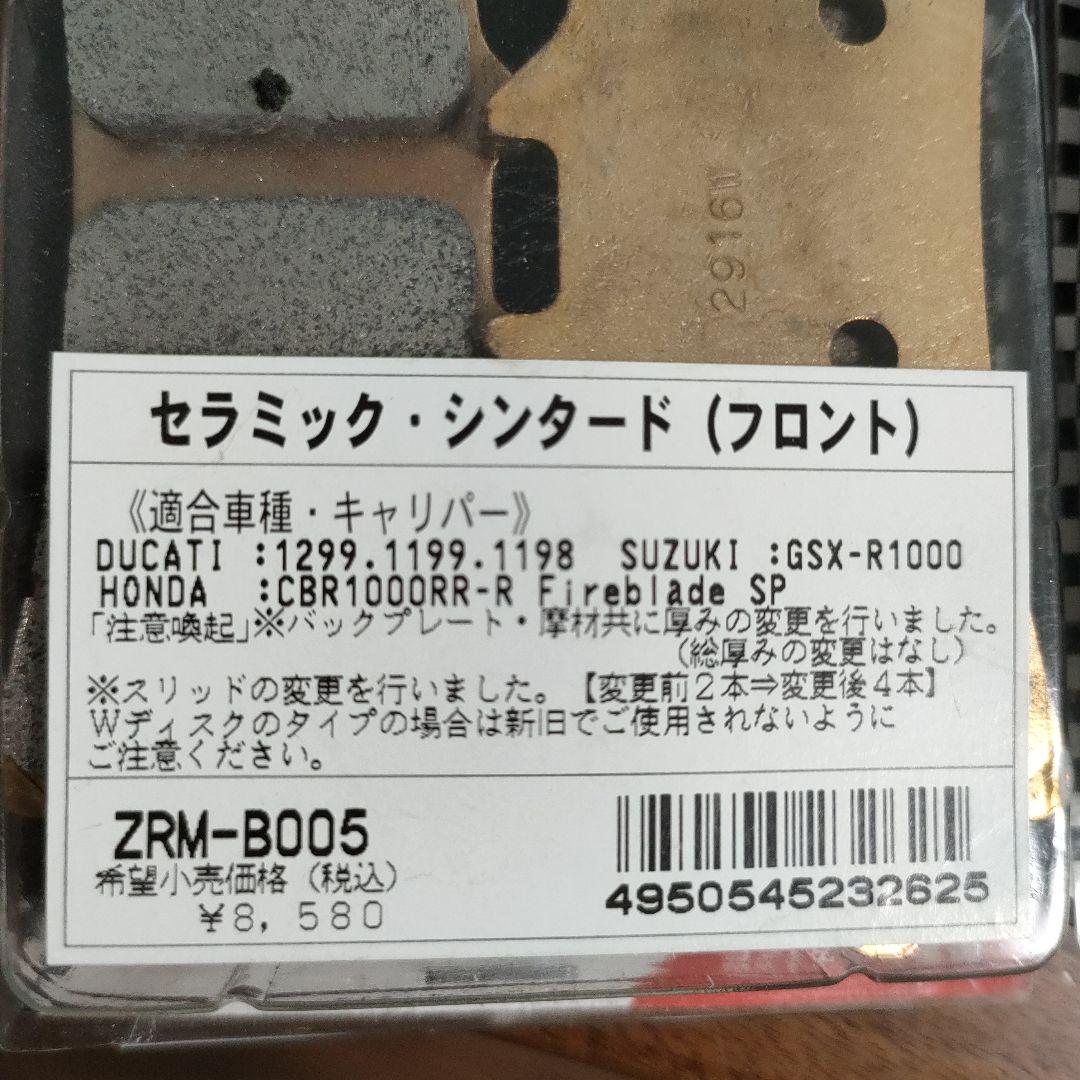 2916W
セラミック・シンタード（フロント）
《適合車種・キャリパー》
DUCATI :1299.1199.1198 SUZUKI :GSX-R1000
HONDA :CBR1000RR-R Fireblade SP
「注意喚起」※バックプレート・摩材共に厚みの変更を行いました。
（総厚みの変更はなし）
※スリッドの変更を行いました。【変更前２本⇒変更後４本】
Ｗディスクのタイプの場合は新旧でご使用されないように
ご注意ください。
ZRM-B005
希望小売価格（税込）
￥8,580
4950545232625